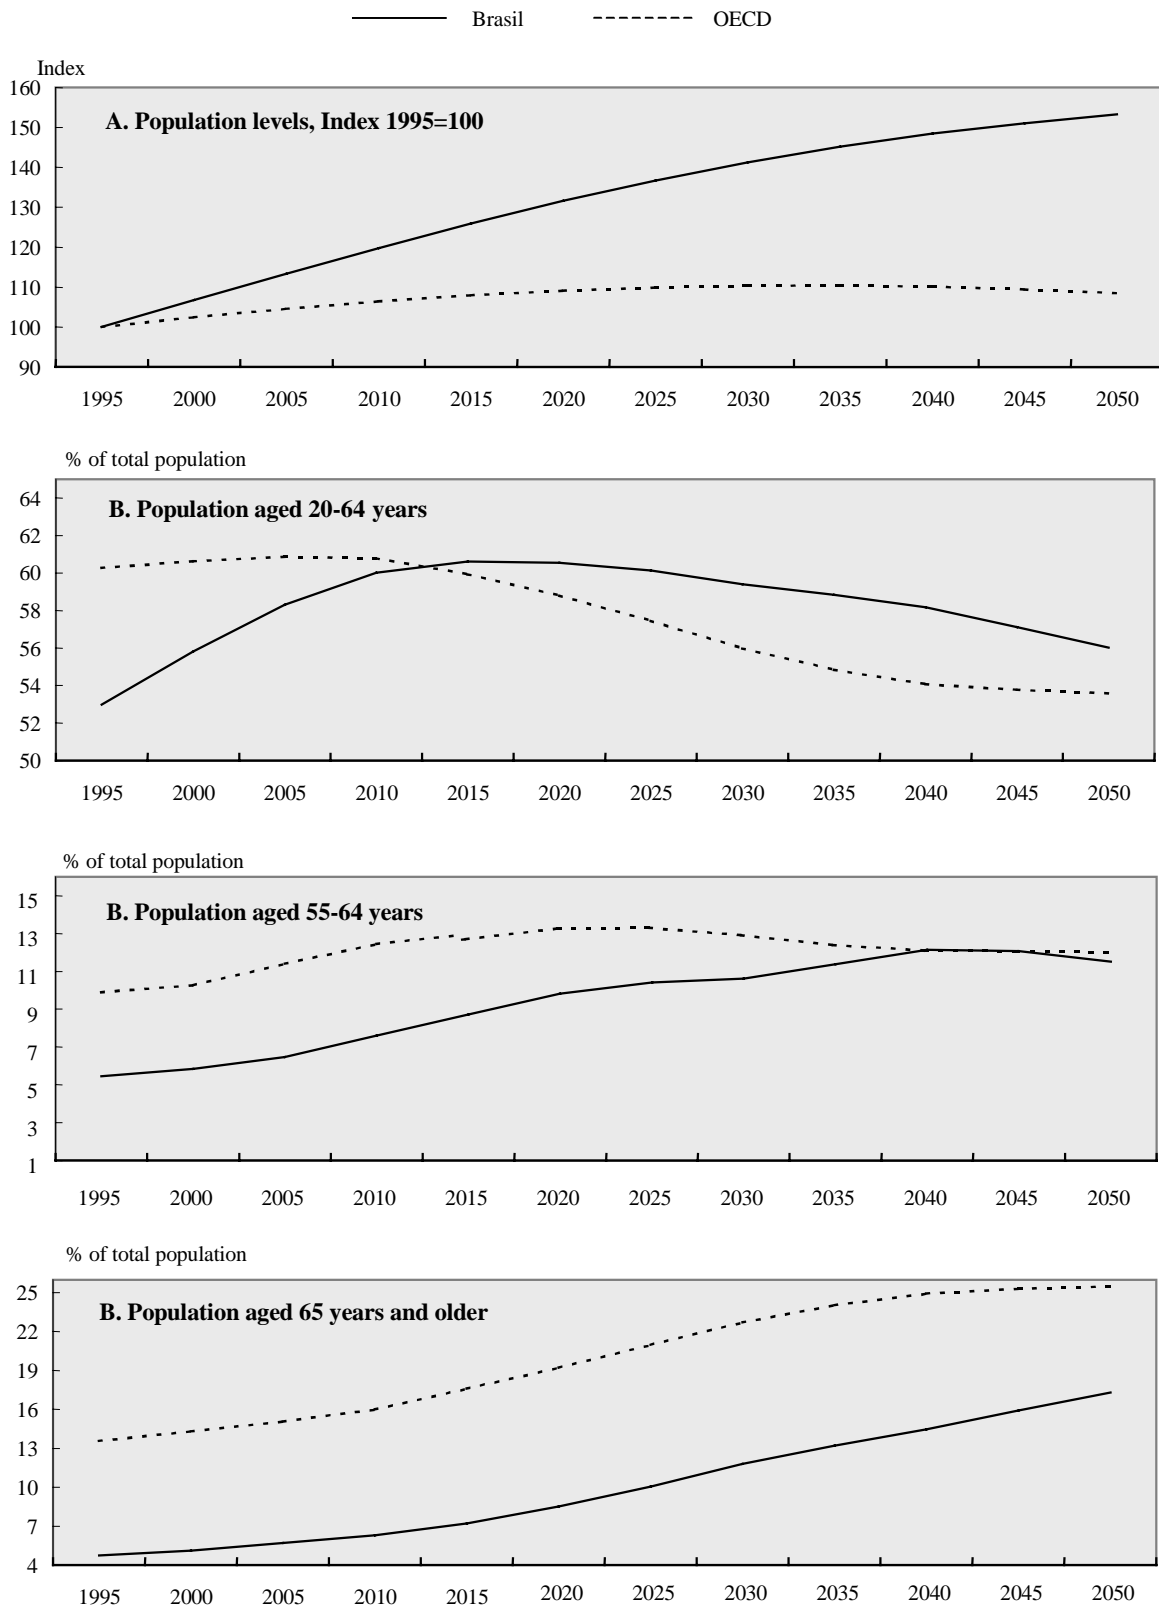 Brasil OECD
Index
A. Population levels, Index 1995=100
160
150
140
130
120
110
100
90
1995 2000 2005 2010 2015 2020 2025 2030 2035 2040 2045 2050
% of total population
B. Population aged 20-64 years
64
62
60
58
56
54
52
50
1995 2000 2005 2010 2015 2020 2025 2030 2035 2040 2045 2050
% of total population
B. Population aged 55-64 years
15
13
11
9
7
5
3
1
1995 2000 2005 2010 2015 2020 2025 2030 2035 2040 2045 2050
% of total population
B. Population aged 65 years and older
25
22
19
16
13
10
7
4
1995 2000 2005 2010 2015 2020 2025 2030 2035 2040 2045 2050